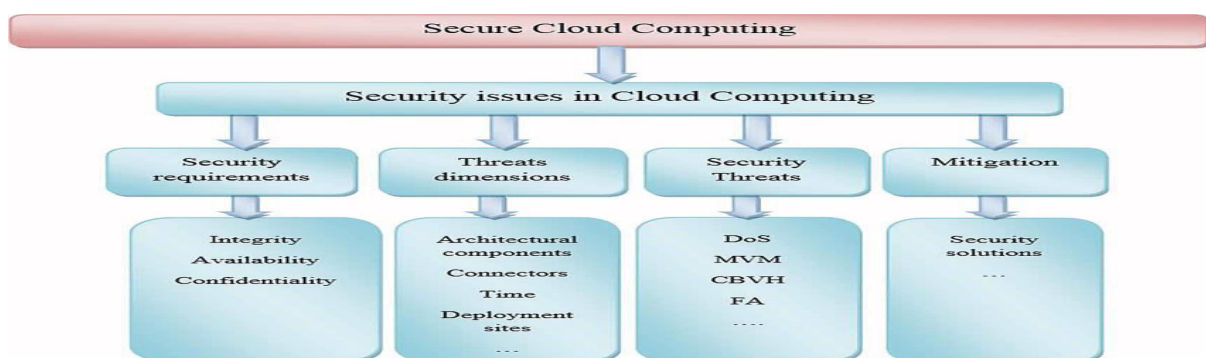 Secure Cloud Computing
Security issues in Cloud Computing
Security
requirements
Threats
dimensions
Security
Threats
Mitigation
Integrity
Availability
Confidentiality
Architectural
components
Connectors
Time
Deployment
sites
...
DoS
MVM
CBVH
FA
....
Security
solutions
...